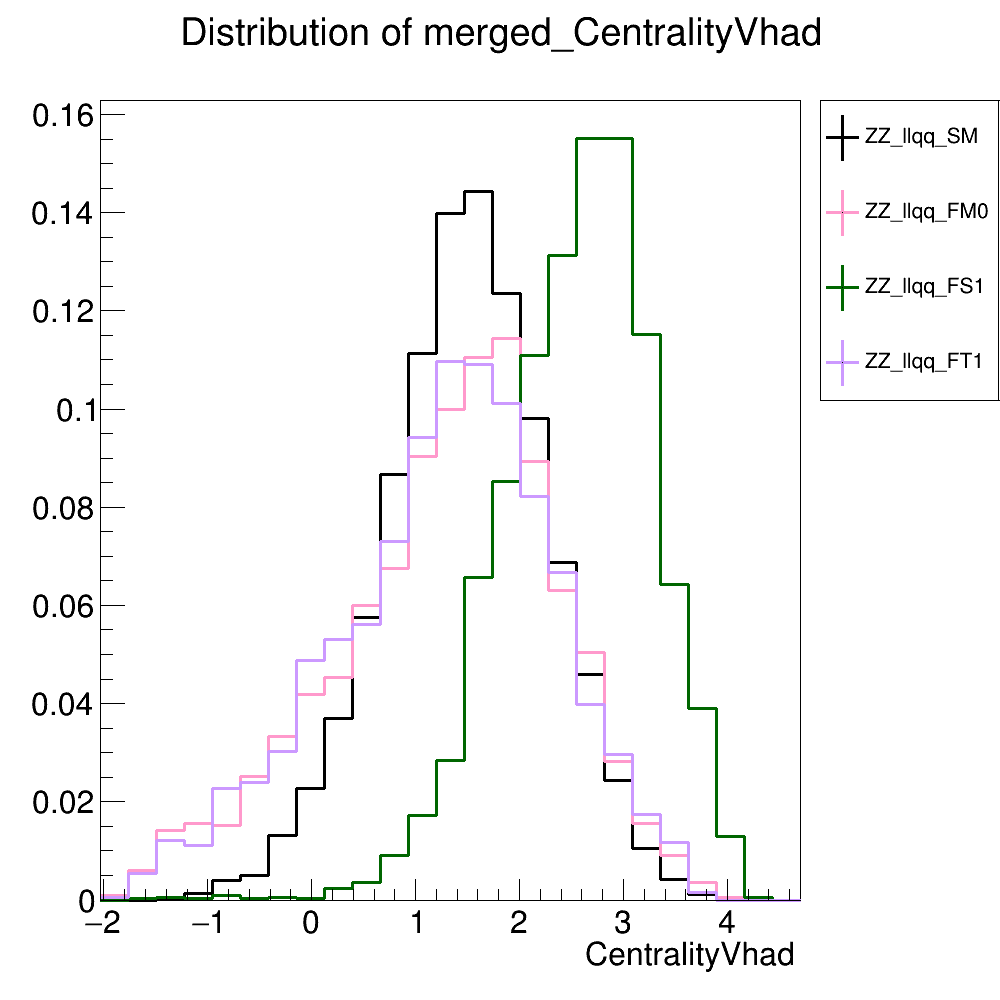 Distribution of merged_CentralityVhad
0.16
0.14
0.12
0.1
0.08
0.06
0.04
0.02
0
−2 −1 0 1 2 3 4
CentralityVhad
ZZ_llqq_SM
ZZ_llqq_FM0
ZZ_llqq_FS1
ZZ_llqq_FT1